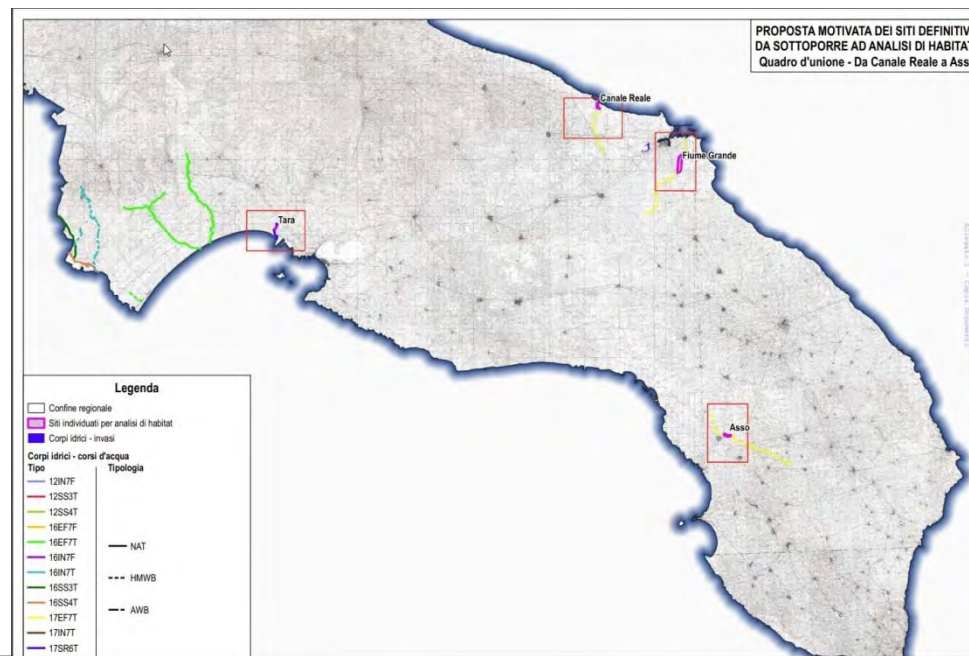 PROPOSTA MOTIVATA DEI SITI DEFINITIV
DA SOTTOPORRE AD ANALISI DI HABITAT
Quadro d'unione - Da Canale Reale a Ass
Canale Reale
Fiume Grande
Tara
Asso
Legenda
Confine regionale
Siti individuati per analisi di habitat
Corpi idrici - invasi
Corpi idrici - corsi d'acqua
Tipo Tipologia
12IN7F
12SS3T
12SS4T
16EF7F
16EF7T
16IN7F
16IN7T
16SS3T
16SS4T
17EF7T
17IN7T
17SR6T
NAT
HMWB
AWB